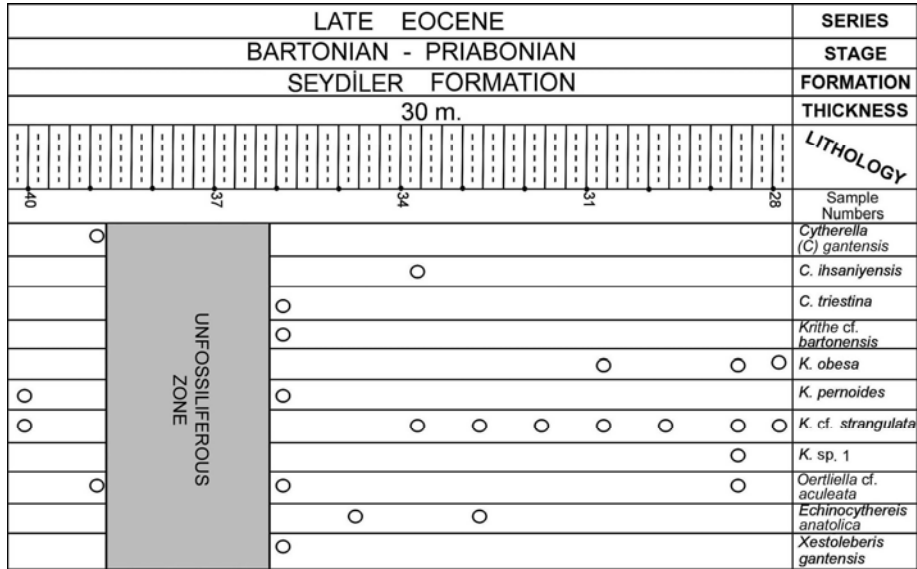 LATE EOCENE SERIES
BARTONIAN - PRIABONIAN STAGE
SEYDİLER FORMATION FORMATION
30 m. THICKNESS
LITHOLOGY
40 37 34 31 28 Sample
Numbers
Cytherella
(C) gantensis
C. ihsaniyensis
C. triestina
Krithe cf.
bartonensis
K. obesa
K. pernoides
K. cf. strangulata
K. sp. 1
Oertliella cf.
aculeata
Echinocythereis
anatolica
Xestoleberis
gantensis
UNFOSSILIFEROUS
ZONE